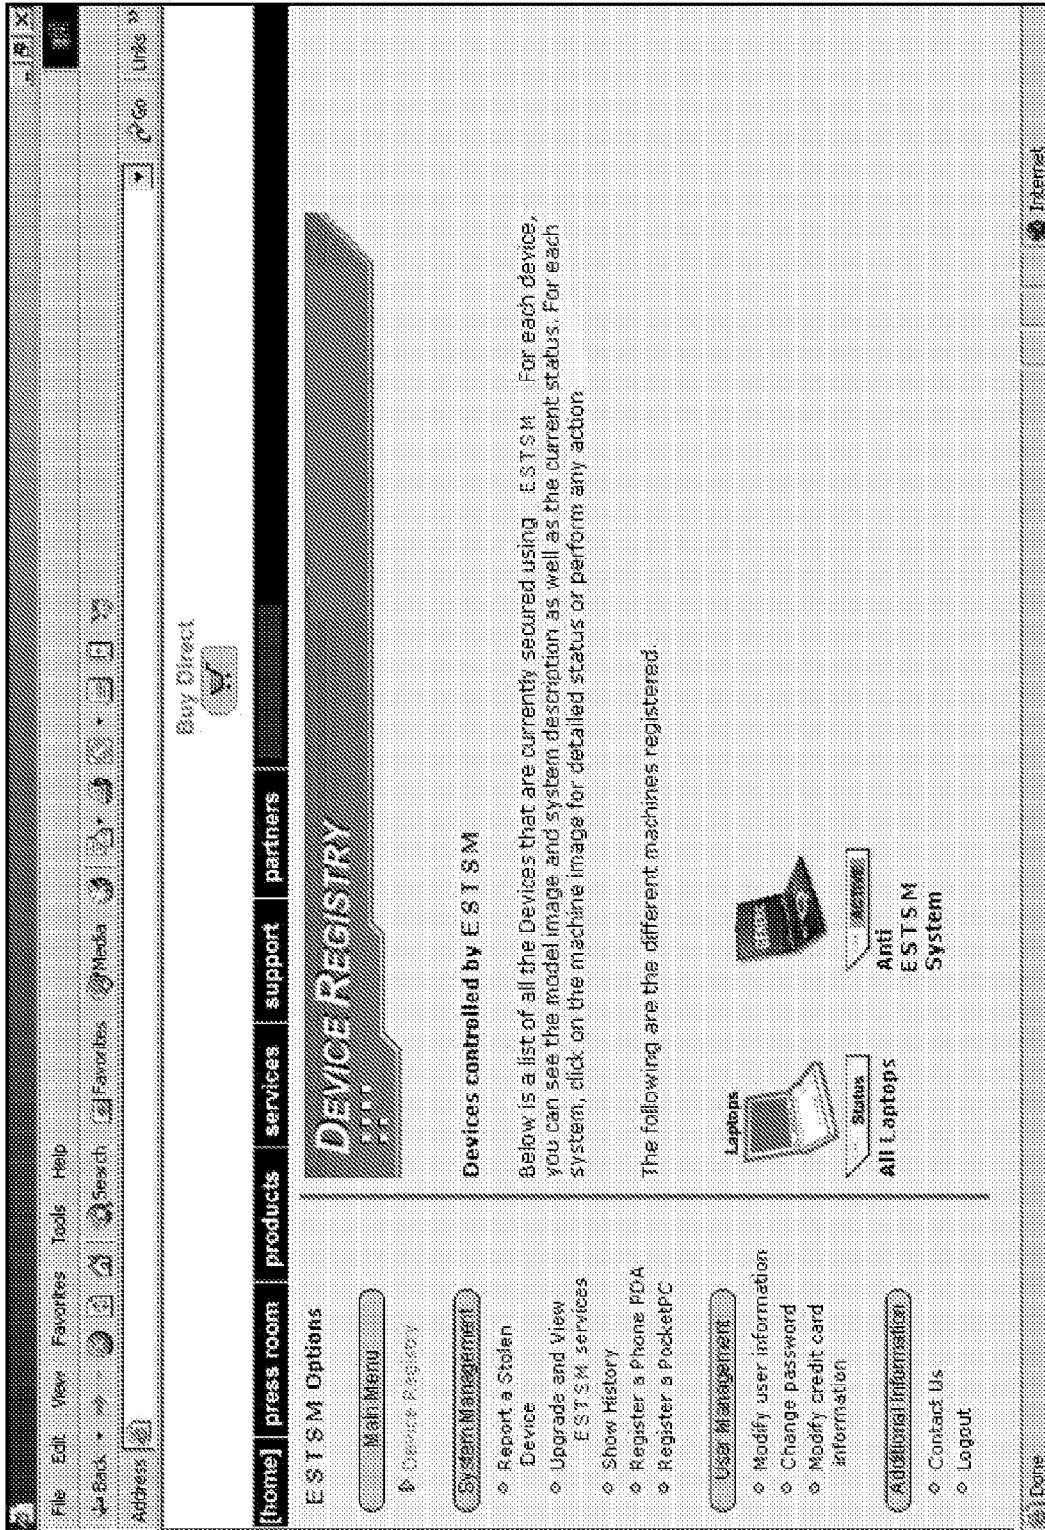 File Edit View Favorites Tools Help
Back Search Favorites Media
Address Go Links »
Buy Direct
[home] press room products services support partners
ESTSM Options
Main Menu
Device Registry
System Management
Report a Stolen
Device
Upgrade and View
ESTSM services
Show History
Register a Phone PDA
Register a PocketPC
User Management
Modify user information
Change password
Modify credit card
information
Additional Information
Contact Us
Logout
DEVICE REGISTRY
Devices controlled by ESTSM
Below is a list of all the Devices that are currently secured using ESTSM For each device,
you can see the model image and system description as well as the current status. For each
system, click on the machine image for detailed status or perform any action
The following are the different machines registered.
Laptops
Status
All Laptops
ACTIVE
Anti
ESTSM
System
Done
Internet